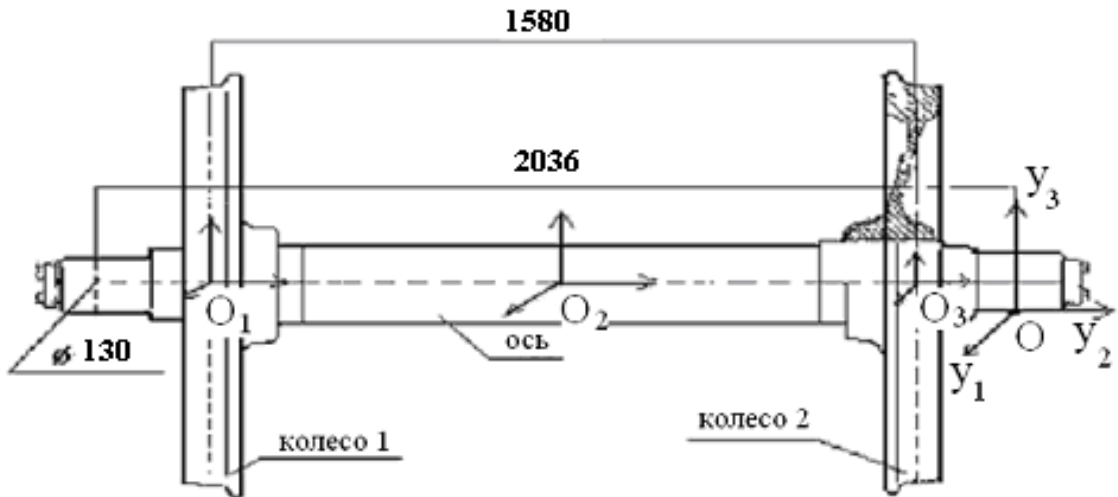 1580
2036
y3
O1
O2
O3
O
y2
ось
ø 130
y1
колесо 2
колесо 1